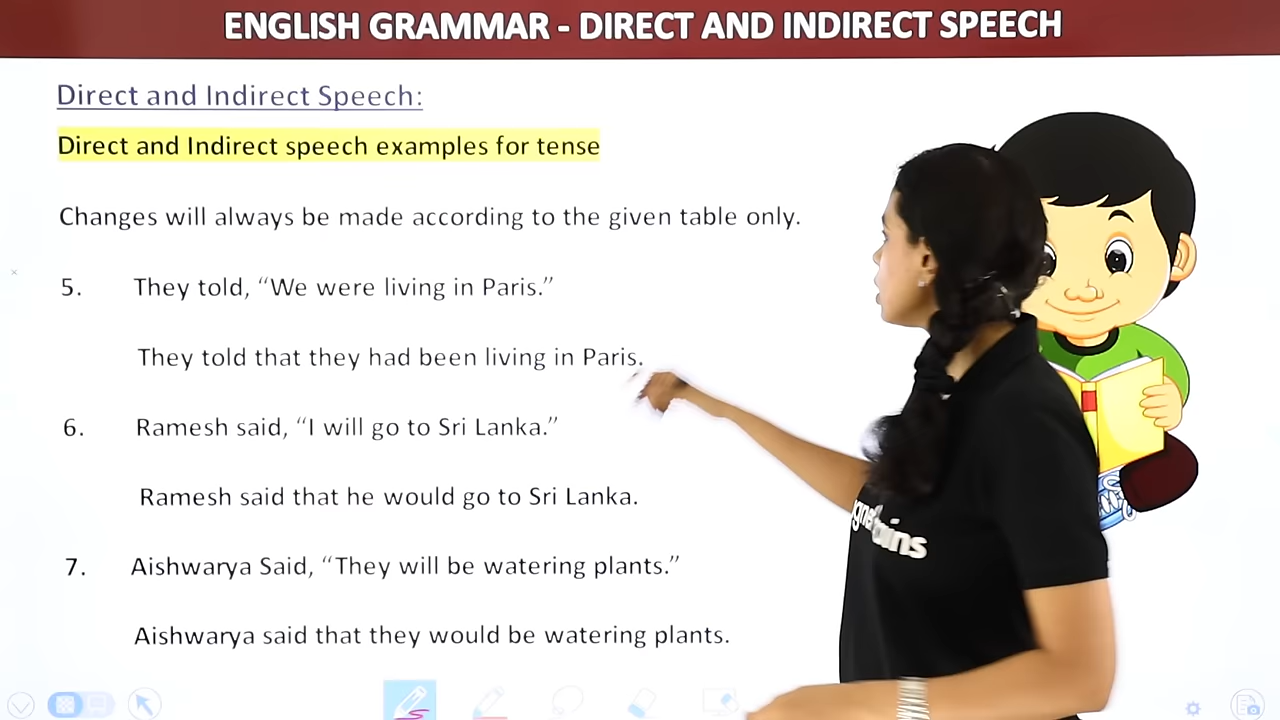 ENGLISH GRAMMAR - DIRECT AND INDIRECT SPEECH
Direct and Indirect Speech:
Direct and Indirect speech examples for tense
Changes will always be made according to the given table only.
5. They told, “We were living in Paris.”
They told that they had been living in Paris.
6. Ramesh said, “I will go to Sri Lanka.”
Ramesh said that he would go to Sri Lanka.
7. Aishwarya Said, “They will be watering plants.”
Aishwarya said that they would be watering plants.